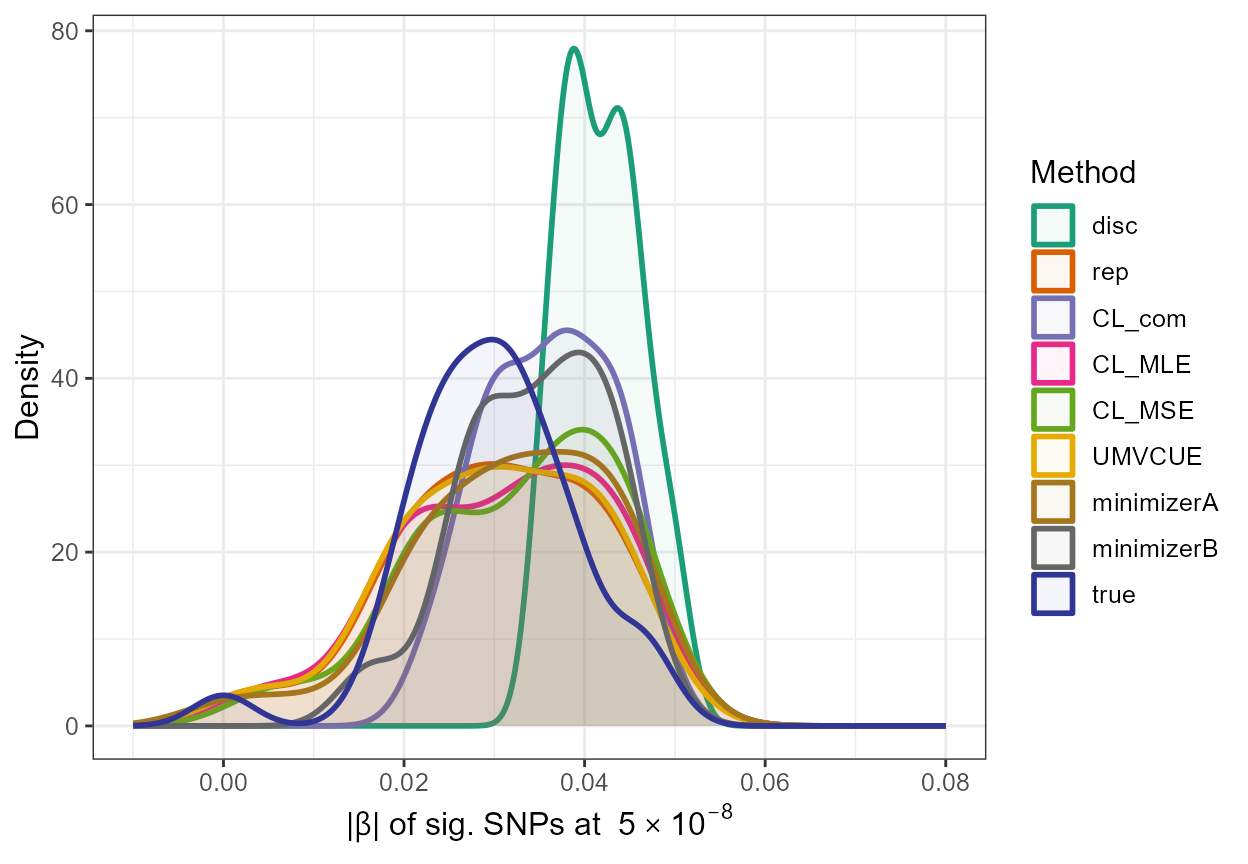 80
60
40
20
0
Density
0.00
0.02
0.04
0.06
0.08
|β| of sig. SNPs at 5 × 10⁻⁸
Method
disc
rep
CL_com
CL_MLE
CL_MSE
UMVCUE
minimizerA
minimizerB
true